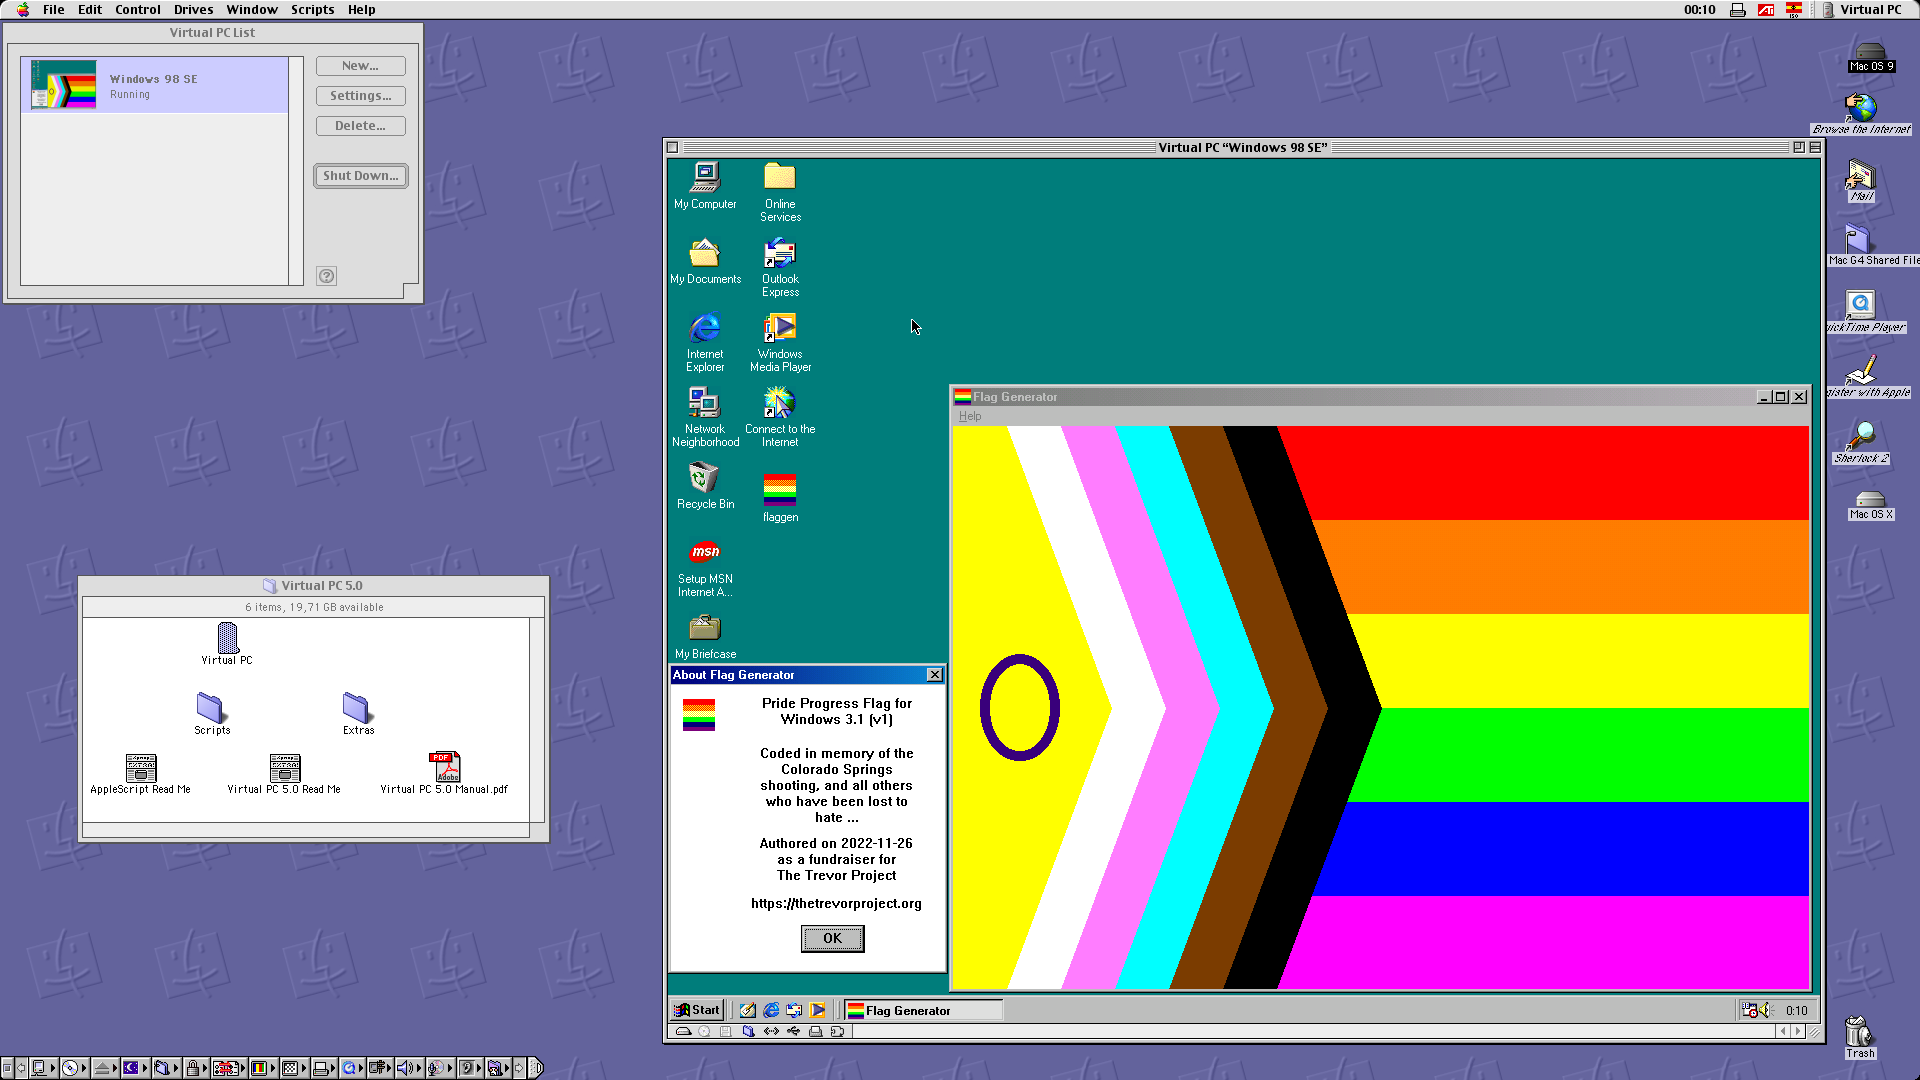 File Edit Control Drives Window Scripts Help
00:10
Virtual PC
Virtual PC List
Windows 98 SE
Running
New...
Settings...
Delete...
Shut Down...
Virtual PC “Windows 98 SE”
My Computer
Online
Services
My Documents
Outlook
Express
Internet
Explorer
Windows
Media Player
Network
Neighborhood
Connect to the
Internet
Recycle Bin
flaggen
msn
Setup MSN
Internet A...
My Briefcase
Flag Generator
Help
About Flag Generator
Pride Progress Flag for
Windows 3.1 (v1)
Coded in memory of the
Colorado Springs
shooting, and all others
who have been lost to
hate ...
Authored on 2022-11-26
as a fundraiser for
The Trevor Project
https://thetrevorproject.org
OK
Start
Flag Generator
0:10
Virtual PC 5.0
6 items, 19,71 GB available
Virtual PC
Scripts
Extras
PDF
Adobe
AppleScript Read Me
Virtual PC 5.0 Read Me
Virtual PC 5.0 Manual.pdf
Mac OS 9
Browse the Internet
Mail
Mac G4 Shared File
uickTime Player
gister with Apple
Sherlock 2
Mac OS X
Trash